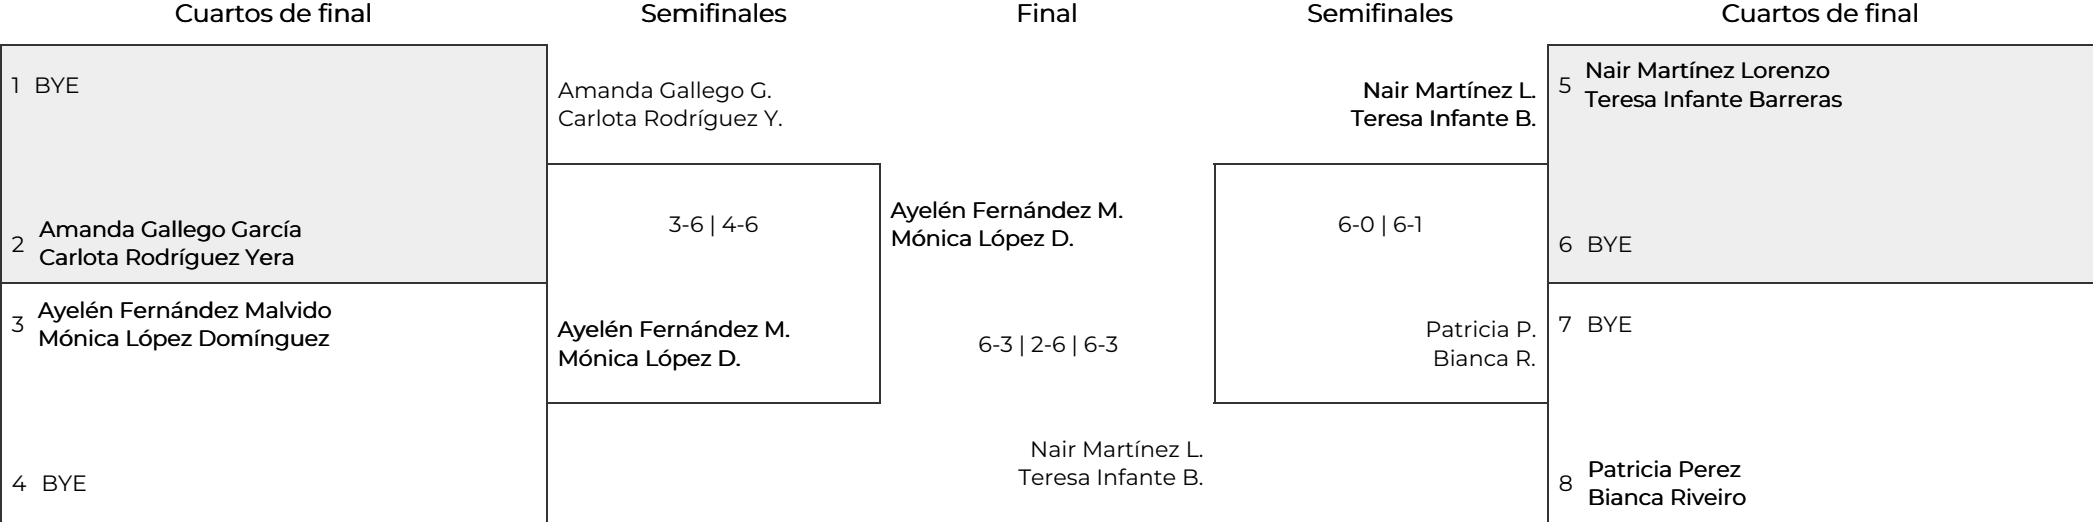 Cuartos de final
Semifinales
Final
Semifinales
Cuartos de final
1 BYE
2 Amanda Gallego García
Carlota Rodríguez Yera
3 Ayelén Fernández Malvido
Mónica López Domínguez
4 BYE
Amanda Gallego G.
Carlota Rodríguez Y.
3-6 | 4-6
Ayelén Fernández M.
Mónica López D.
Ayelén Fernández M.
Mónica López D.
6-3 | 2-6 | 6-3
Nair Martínez L.
Teresa Infante B.
Nair Martínez L.
Teresa Infante B.
6-0 | 6-1
Patricia P.
Bianca R.
5 Nair Martínez Lorenzo
Teresa Infante Barreras
6 BYE
7 BYE
8 Patricia Perez
Bianca Riveiro